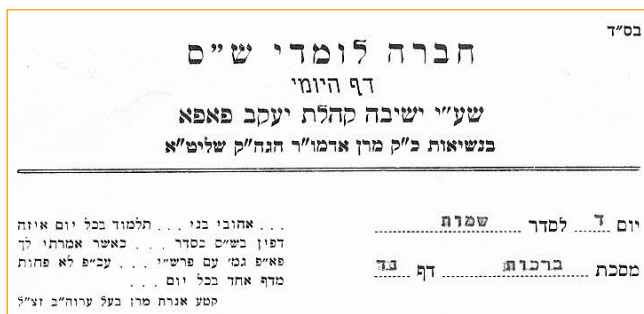 בס״ד
חברה לומדי ש״ס
דף היומי
שע״י ישיבה קהלת יעקב פאפא
בנשיאות כ״ק מרן אדמו״ר הגה״ק שליט״א
יום ד לסדר שמות
מסכת ברכות דף נד
. . . אהובי בני . . . תלמוד בכל יום איזה
דפין בש״ס כסדר . . . כאשר אמרתי לך
פא״פ גמ׳ עם פרש״י . . . עכ״פ לא פחות
מדף אחד בכל יום . . .
קטע אגרת מרן בעל ערוה״ב זצ״ל